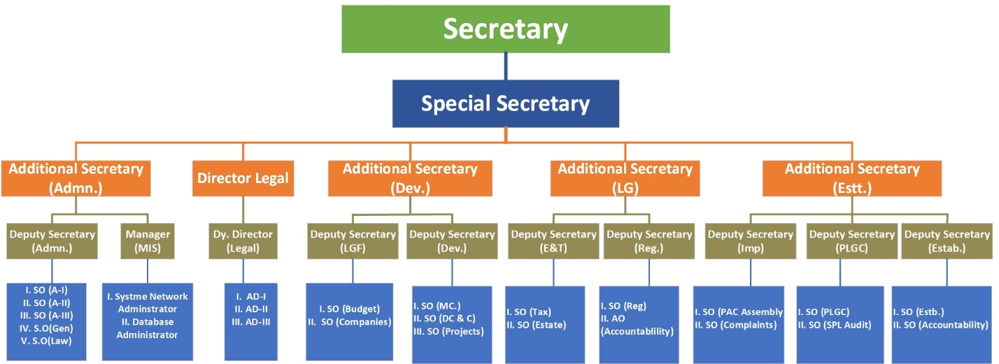 Secretary
Special Secretary
Additional Secretary
(Admn.)
Director Legal
Additional Secretary
(Dev.)
Additional Secretary
(LG)
Additional Secretary
(Estt.)
Deputy Secretary
(Admn.)
Manager
(MIS)
Dy. Director
(Legal)
Deputy Secretary
(LGF)
Deputy Secretary
(Dev.)
Deputy Secretary
(E&T)
Deputy Secretary
(Reg.)
Deputy Secretary
(Imp)
Deputy Secretary
(PLGC)
Deputy Secretary
(Estab.)
I. SO (A-I)
II. SO (A-II)
III. SO (A-III)
IV. S.O(Gen)
V. S.O(Law)
I. Systme Network
Adminstrator
II. Database
Administrator
I. AD-I
II. AD-II
III. AD-III
I. SO (Budget)
II. SO (Companies)
I. SO (MC.)
II. SO (DC & C)
III. SO (Projects)
I. SO (Tax)
II. SO (Estate)
I. SO (Reg)
II. AO
(Accountablility)
I. SO (PAC Assembly
II. SO (Complaints)
I. SO (PLGC)
II. SO (SPL Audit)
I. SO (Estb.)
II. SO (Accountability)